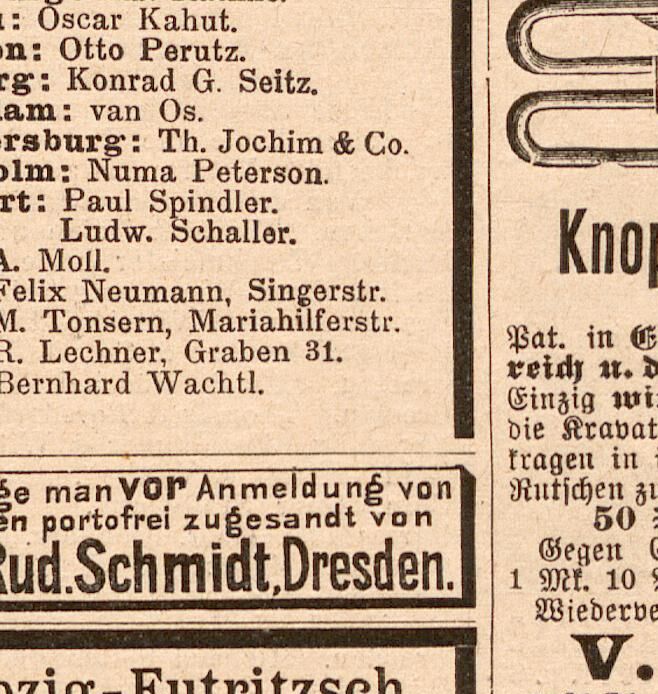 : Oscar Kahut.
on: Otto Perutz.
rg: Konrad G. Seitz.
am: van Os.
ersburg: Th. Jochim & Co.
olm: Numa Peterson.
rt: Paul Spindler.
Ludw. Schaller.
A. Moll.
Felix Neumann, Singerstr.
M. Tonsern, Mariahilferstr.
R. Lechner, Graben 31.
Bernhard Wachtl.
ge man vor Anmeldung von
en portofrei zugesandt von
Rud. Schmidt, Dresden.
pzig-Eutritzsch
Knop
Pat. in E
reich u. d
Einzig wi
die Kravat
kragen in
Rutschen zu
50
Gegen
1 Mk. 10
Wiederve
V.